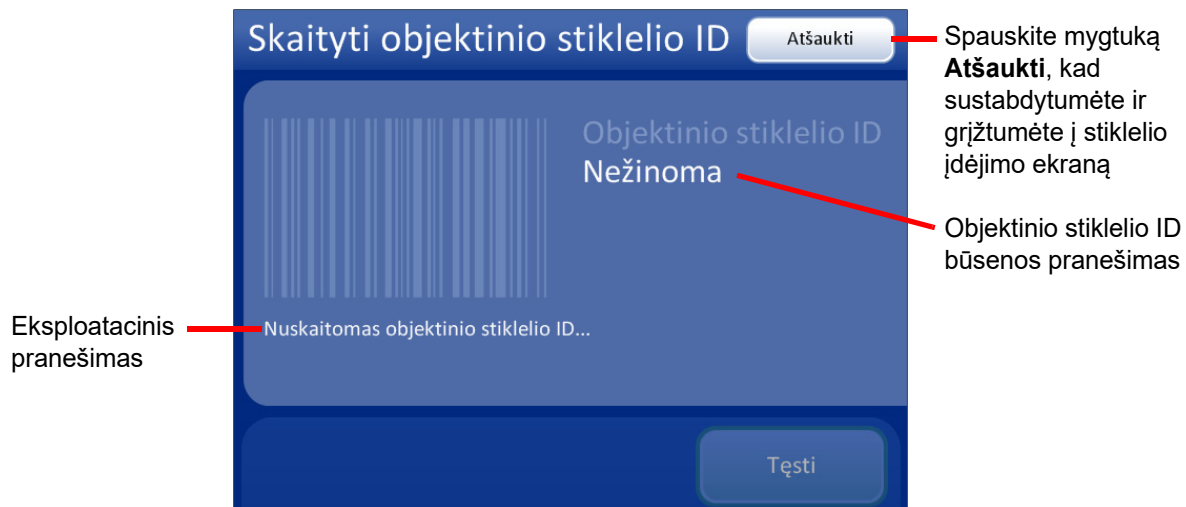 Skaityti objektinio stiklelio ID
Atšaukti
Spauskite mygtuką
Atšaukti, kad
sustabdytumėte ir
grįžtumėte į stiklelio
įdėjimo ekraną
Objektinio stiklelio ID
Nežinoma
Objektinio stiklelio ID
būsenos pranešimas
Eksploatacinis
pranešimas
Nuskaitomas objektinio stiklelio ID...
Tęsti